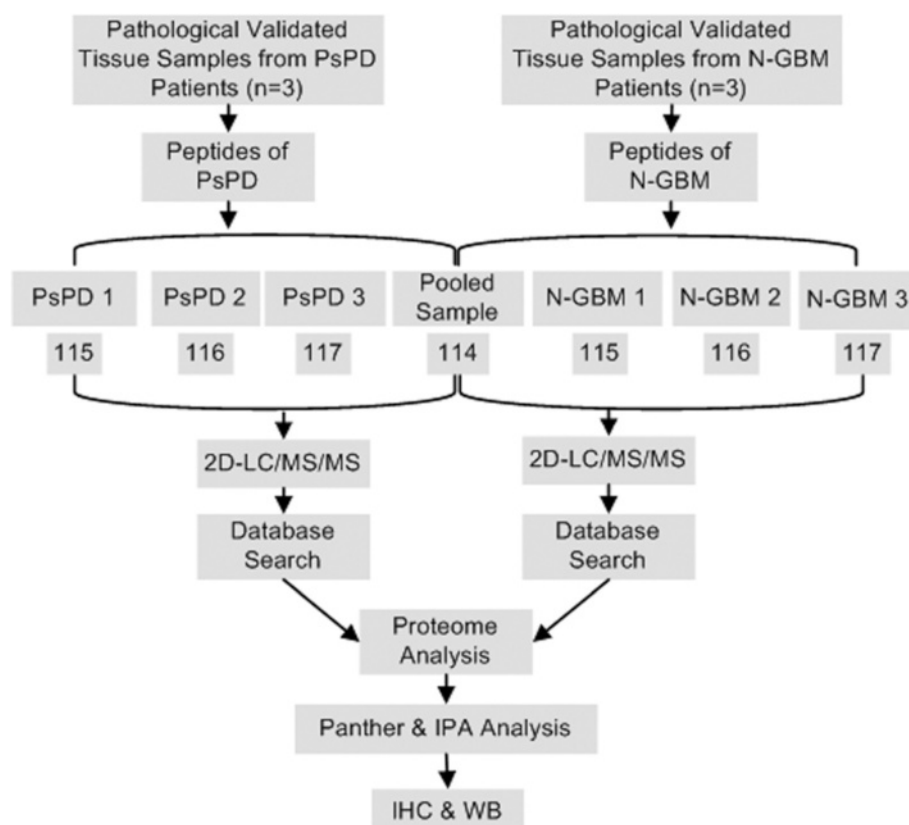 Pathological Validated
Tissue Samples from PsPD
Patients (n=3)
Pathological Validated
Tissue Samples from N-GBM
Patients (n=3)
Peptides of
PsPD
Peptides of
N-GBM
PsPD 1
PsPD 2
PsPD 3
Pooled
Sample
N-GBM 1
N-GBM 2
N-GBM 3
115
116
117
114
115
116
117
2D-LC/MS/MS
2D-LC/MS/MS
Database
Search
Database
Search
Proteome
Analysis
Panther & IPA Analysis
IHC & WB